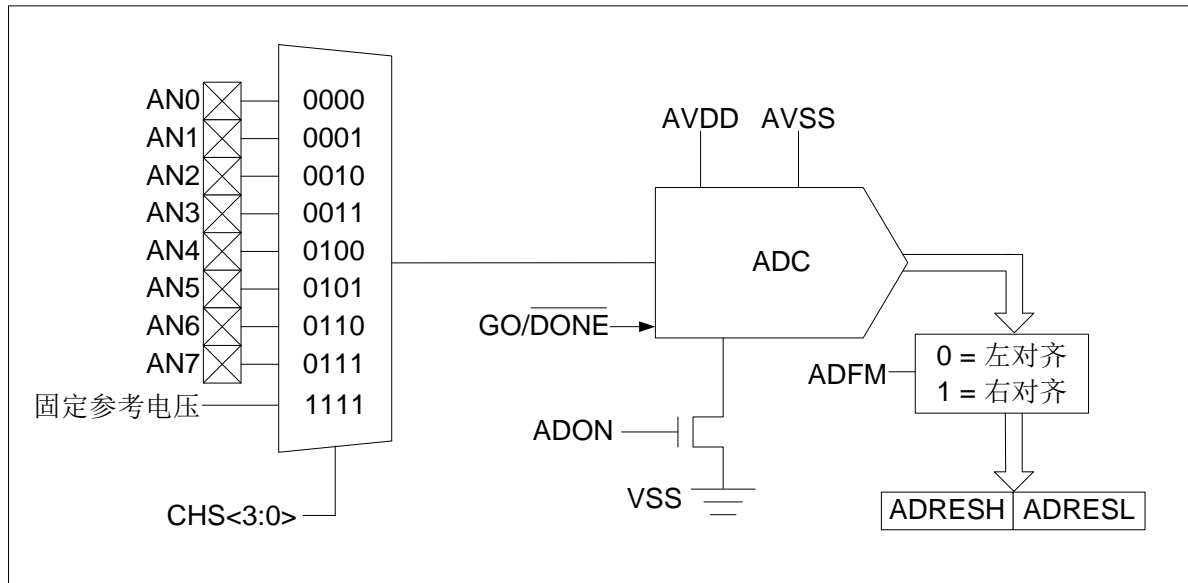 AN0
0000
AN1
0001
AN2
0010
AN3
0011
AN4
0100
AN5
0101
AN6
0110
AN7
0111
固定参考电压
1111
CHS<3:0>
AVDD
AVSS
ADC
GO/DONE
ADON
VSS
ADFM
0 = 左对齐
1 = 右对齐
ADRESH
ADRESL